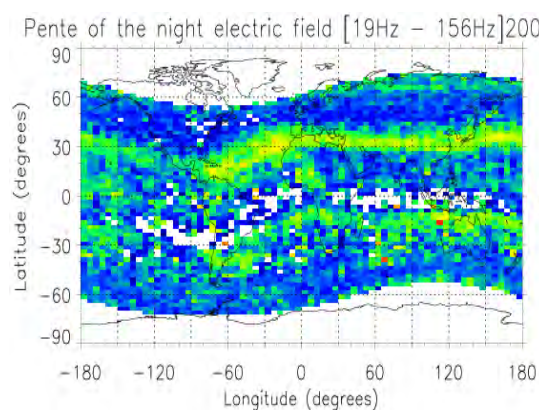 Pente of the night electric field [19Hz – 156Hz]200
90
60
30
0
−30
−60
−90
Latitude (degrees)
−180 −120 −60 0 60 120 180
Longitude (degrees)